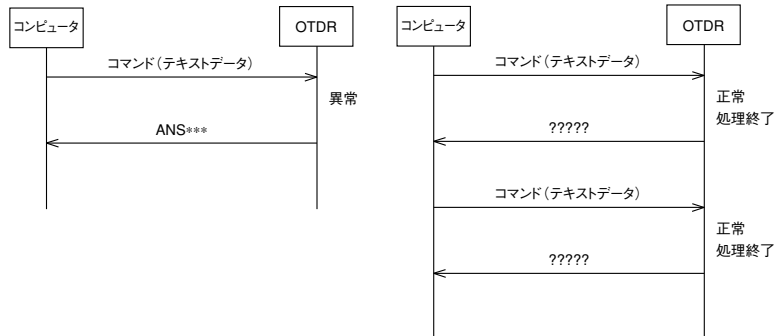 コンピュータ
OTDR
コマンド(テキストデータ)
異常
ANS***
コンピュータ
OTDR
コマンド(テキストデータ)
正常
処理終了
?????
コマンド(テキストデータ)
正常
処理終了
?????